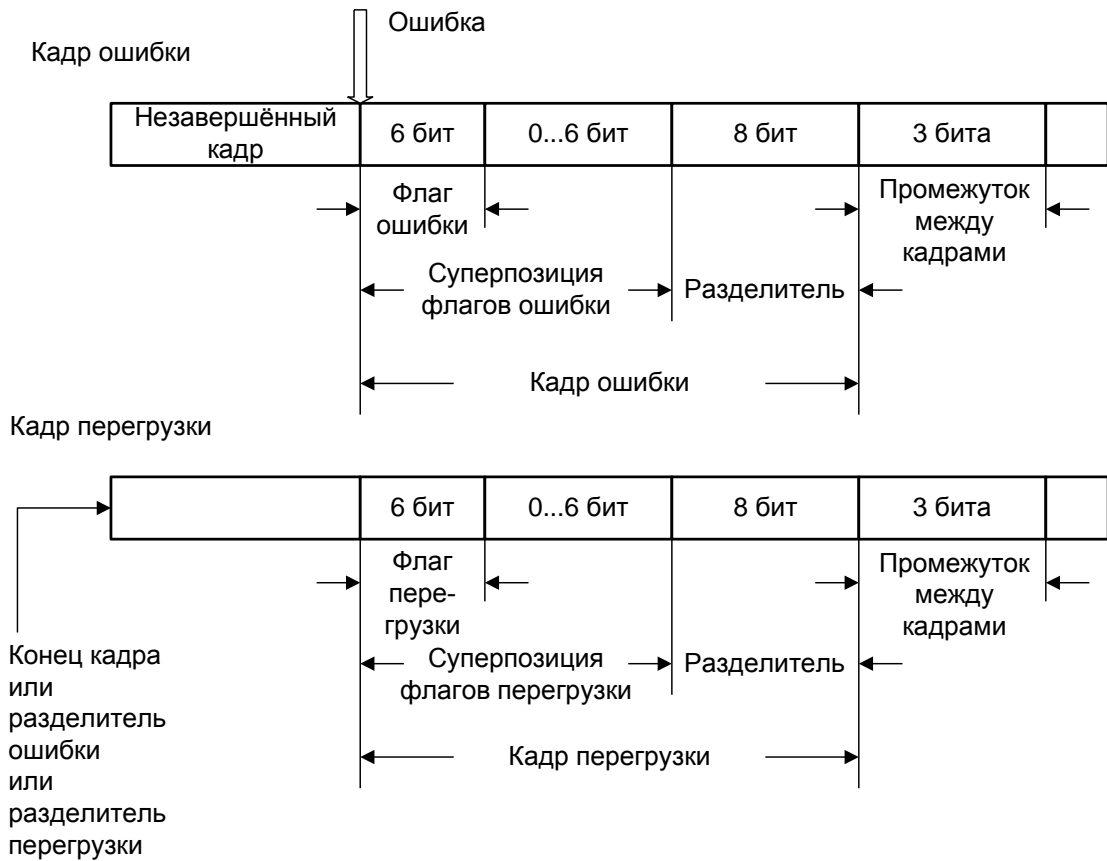 Ошибка
Кадр ошибки
Незавершённый
кадр
6 бит
0...6 бит
8 бит
3 бита
Флаг
ошибки
Промежуток
между
кадрами
Суперпозиция
флагов ошибки
Разделитель
Кадр ошибки
Кадр перегрузки
6 бит
0...6 бит
8 бит
3 бита
Флаг
пере-
грузки
Промежуток
между
кадрами
Суперпозиция
флагов перегрузки
Разделитель
Кадр перегрузки
Конец кадра
или
разделитель
ошибки
или
разделитель
перегрузки